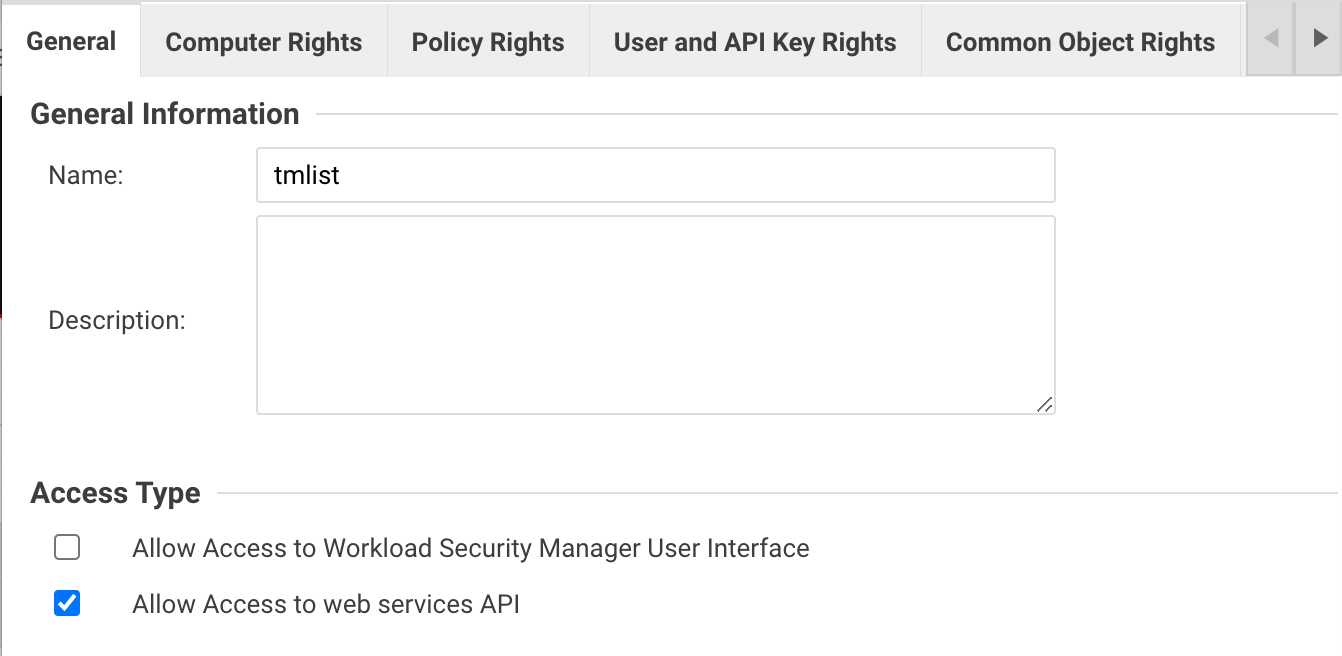 General Computer Rights Policy Rights User and API Key Rights Common Object Rights
General Information
Name: tmlist
Description:
Access Type
Allow Access to Workload Security Manager User Interface
Allow Access to web services API